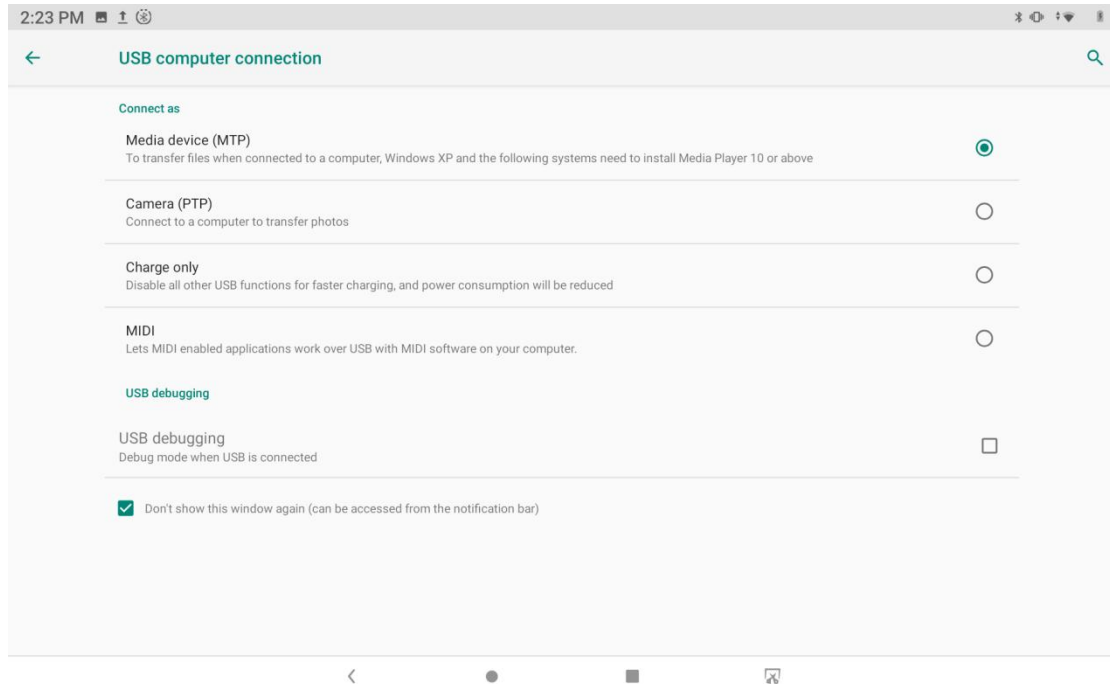 2:23 PM
USB computer connection
Connect as
Media device (MTP)
To transfer files when connected to a computer, Windows XP and the following systems need to install Media Player 10 or above
Camera (PTP)
Connect to a computer to transfer photos
Charge only
Disable all other USB functions for faster charging, and power consumption will be reduced
MIDI
Lets MIDI enabled applications work over USB with MIDI software on your computer.
USB debugging
USB debugging
Debug mode when USB is connected
Don't show this window again (can be accessed from the notification bar)